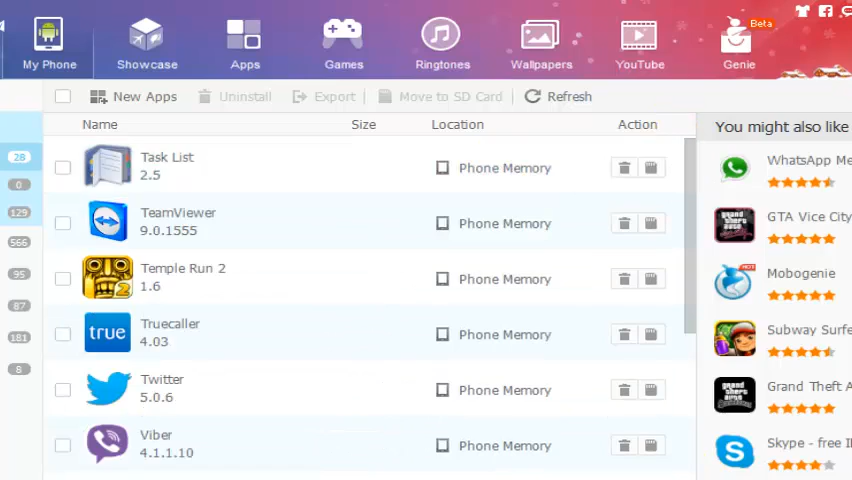 Beta
My Phone Showcase Apps Games Ringtones Wallpapers YouTube Genie
New Apps Uninstall Export Move to SD Card Refresh
Name Size Location Action
You might also like
28
0
129
566
95
87
181
8
Task List
2.5
Phone Memory
TeamViewer
9.0.1555
Phone Memory
Temple Run 2
1.6
Phone Memory
true
Truecaller
4.03
Phone Memory
Twitter
5.0.6
Phone Memory
Viber
4.1.1.10
Phone Memory
WhatsApp Me
GTA Vice City
HOT
Mobogenie
Subway Surfe
Grand Theft A
Skype - free I